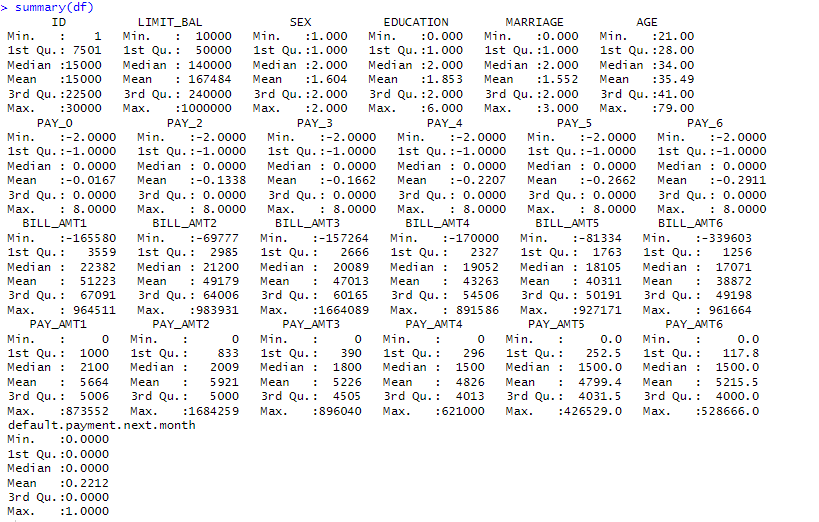 > summary(df)
ID LIMIT_BAL SEX EDUCATION MARRIAGE AGE
Min. : 1 Min. : 10000 Min. :1.000 Min. :0.000 Min. :0.000 Min. :21.00
1st Qu.: 7501 1st Qu.: 50000 1st Qu.:1.000 1st Qu.:1.000 1st Qu.:1.000 1st Qu.:28.00
Median :15000 Median : 140000 Median :2.000 Median :2.000 Median :2.000 Median :34.00
Mean :15000 Mean : 167484 Mean :1.604 Mean :1.853 Mean :1.552 Mean :35.49
3rd Qu.:22500 3rd Qu.: 240000 3rd Qu.:2.000 3rd Qu.:2.000 3rd Qu.:2.000 3rd Qu.:41.00
Max. :30000 Max. :1000000 Max. :2.000 Max. :6.000 Max. :3.000 Max. :79.00
PAY_0 PAY_2 PAY_3 PAY_4 PAY_5 PAY_6
Min. :-2.0000 Min. :-2.0000 Min. :-2.0000 Min. :-2.0000 Min. :-2.0000 Min. :-2.0000
1st Qu.:-1.0000 1st Qu.:-1.0000 1st Qu.:-1.0000 1st Qu.:-1.0000 1st Qu.:-1.0000 1st Qu.:-1.0000
Median : 0.0000 Median : 0.0000 Median : 0.0000 Median : 0.0000 Median : 0.0000 Median : 0.0000
Mean :-0.0167 Mean :-0.1338 Mean :-0.1662 Mean :-0.2207 Mean :-0.2662 Mean :-0.2911
3rd Qu.: 0.0000 3rd Qu.: 0.0000 3rd Qu.: 0.0000 3rd Qu.: 0.0000 3rd Qu.: 0.0000 3rd Qu.: 0.0000
Max. : 8.0000 Max. : 8.0000 Max. : 8.0000 Max. : 8.0000 Max. : 8.0000 Max. : 8.0000
BILL_AMT1 BILL_AMT2 BILL_AMT3 BILL_AMT4 BILL_AMT5 BILL_AMT6
Min. :-165580 Min. :-69777 Min. :-157264 Min. :-170000 Min. :-81334 Min. :-339603
1st Qu.: 3559 1st Qu.: 2985 1st Qu.: 2666 1st Qu.: 2327 1st Qu.: 1763 1st Qu.: 1256
Median : 22382 Median : 21200 Median : 20089 Median : 19052 Median : 18105 Median : 17071
Mean : 51223 Mean : 49179 Mean : 47013 Mean : 43263 Mean : 40311 Mean : 38872
3rd Qu.: 67091 3rd Qu.: 64006 3rd Qu.: 60165 3rd Qu.: 54506 3rd Qu.: 50191 3rd Qu.: 49198
Max. : 964511 Max. :983931 Max. :1664089 Max. : 891586 Max. :927171 Max. : 961664
PAY_AMT1 PAY_AMT2 PAY_AMT3 PAY_AMT4 PAY_AMT5 PAY_AMT6
Min. : 0 Min. : 0 Min. : 0 Min. : 0 Min. : 0.0 Min. : 0.0
1st Qu.: 1000 1st Qu.: 833 1st Qu.: 390 1st Qu.: 296 1st Qu.: 252.5 1st Qu.: 117.8
Median : 2100 Median : 2009 Median : 1800 Median : 1500 Median : 1500.0 Median : 1500.0
Mean : 5664 Mean : 5921 Mean : 5226 Mean : 4826 Mean : 4799.4 Mean : 5215.5
3rd Qu.: 5006 3rd Qu.: 5000 3rd Qu.: 4505 3rd Qu.: 4013 3rd Qu.: 4031.5 3rd Qu.: 4000.0
Max. :873552 Max. :1684259 Max. :896040 Max. :621000 Max. :426529.0 Max. :528666.0
default.payment.next.month
Min. :0.0000
1st Qu.:0.0000
Median :0.0000
Mean :0.2212
3rd Qu.:0.0000
Max. :1.0000